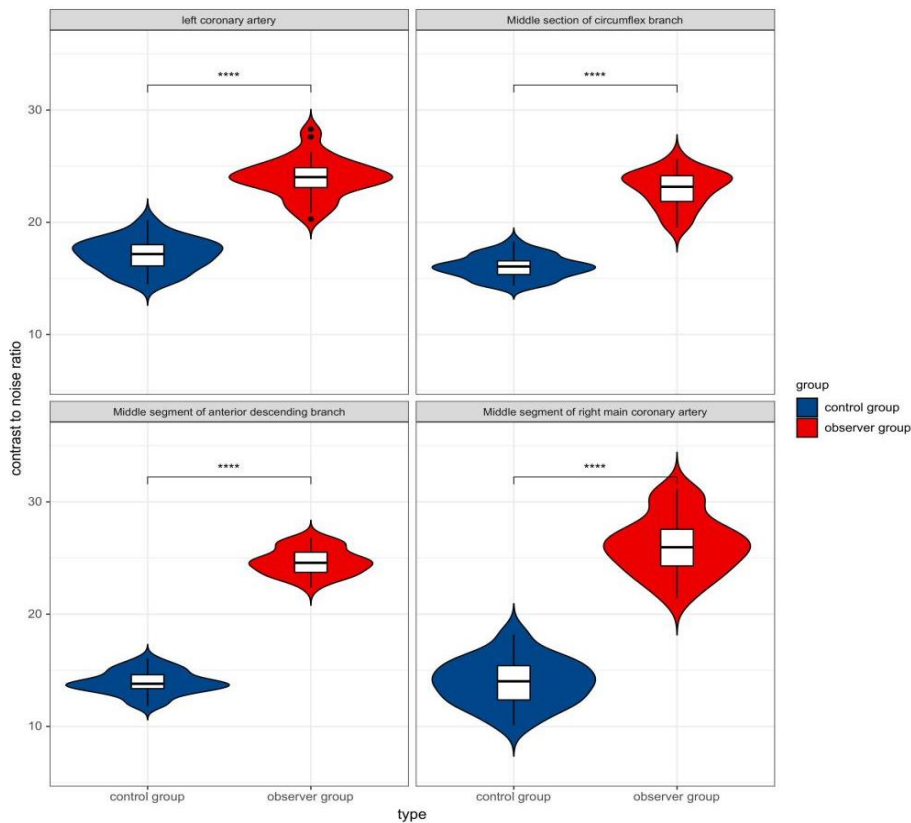 left coronary artery
Middle section of circumflex branch
****
****
30
20
10
Middle segment of anterior descending branch
Middle segment of right main coronary artery
****
****
30
20
10
contrast to noise ratio
control group
observer group
control group
observer group
type
group
control group
observer group